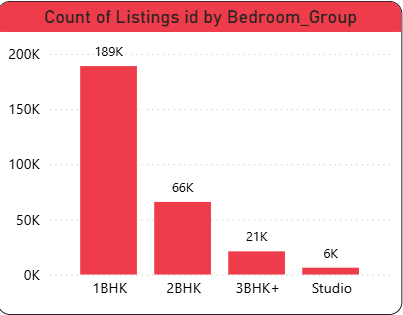 Count of Listings id by Bedroom_Group
200K
189K
150K
100K
66K
50K
21K
6K
0K
1BHK 2BHK 3BHK+ Studio